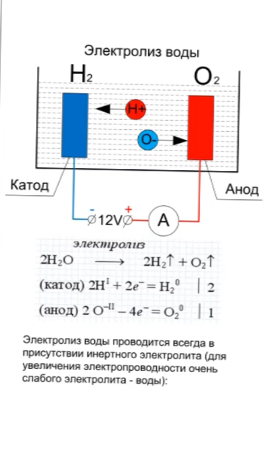 Электролиз воды
H₂ O₂
H+
O-
Катод Анод
- 12V + A
электролиз
2H₂O ⟶ 2H₂↑ + O₂↑
(катод) 2Hᴵ + 2e⁻ = H₂⁰ | 2
(анод) 2 O⁻ᴵᴵ – 4e⁻ = O₂⁰ | 1
Электролиз воды проводится всегда в
присутствии инертного электролита (для
увеличения электропроводности очень
слабого электролита - воды):